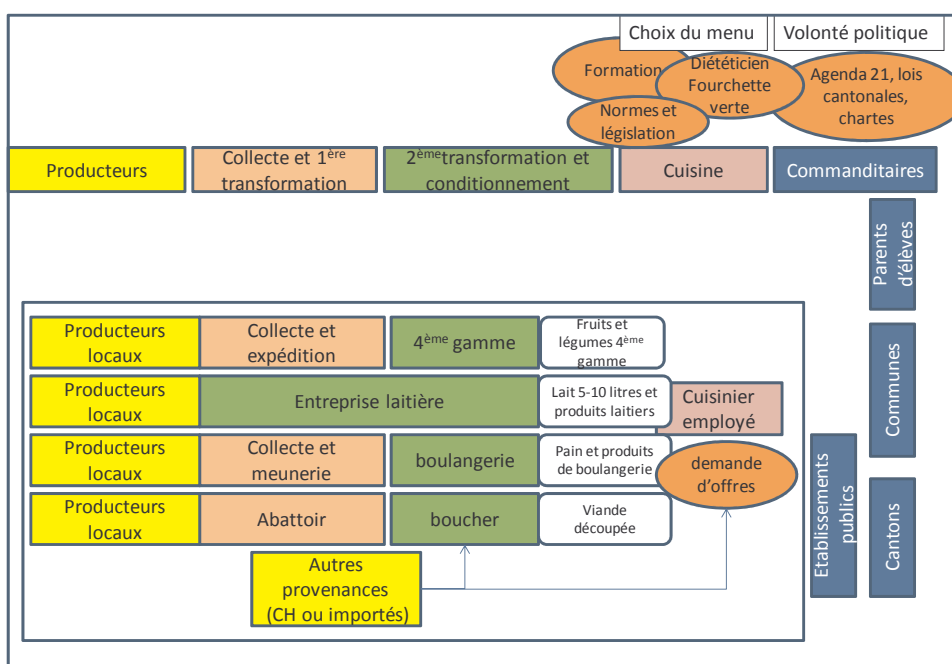 Choix du menu
Volonté politique
Formation
Diététicien
Fourchette
verte
Agenda 21, lois
cantonales,
chartes
Normes et
législation
Producteurs
Collecte et 1ère
transformation
2ème transformation et
conditionnement
Cuisine
Commanditaires
Parents
d'élèves
Producteurs
locaux
Collecte et
expédition
4ème gamme
Fruits et
légumes 4ème
gamme
Communes
Producteurs
locaux
Entreprise laitière
Lait 5-10 litres et
produits laitiers
Cuisinier
employé
Producteurs
locaux
Collecte et
meunerie
boulangerie
Pain et produits
de boulangerie
demande
d'offres
Etablissements
publics
Cantons
Producteurs
locaux
Abattoir
boucher
Viande
découpée
Autres
provenances
(CH ou importés)